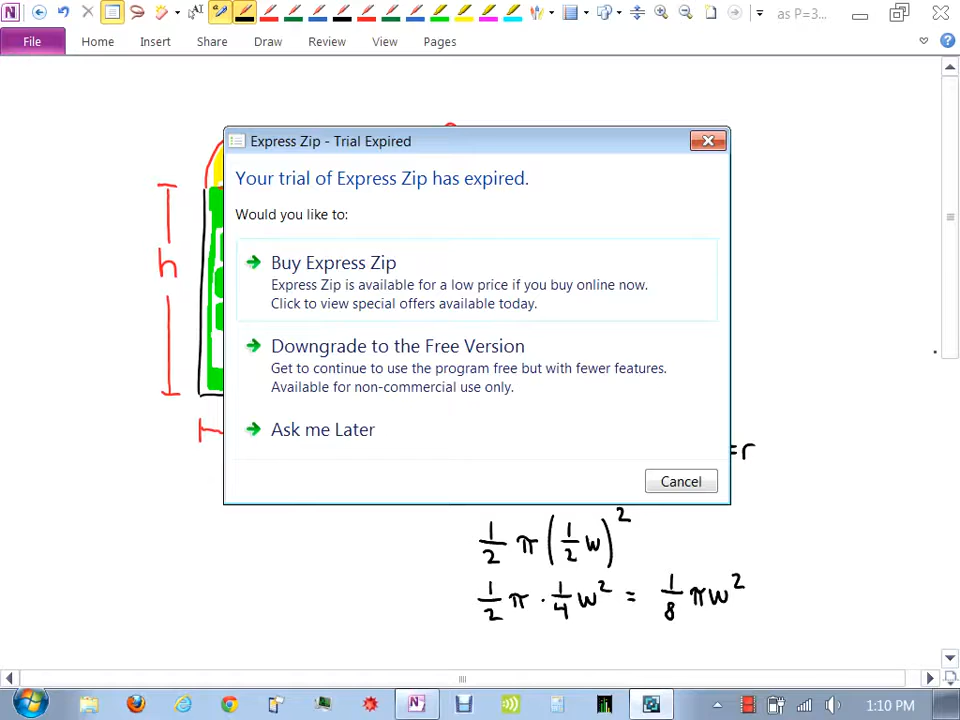 as P=3...
File Home Insert Share Draw Review View Pages
Express Zip - Trial Expired
Your trial of Express Zip has expired.
Would you like to:
Buy Express Zip
Express Zip is available for a low price if you buy online now.
Click to view special offers available today.
Downgrade to the Free Version
Get to continue to use the program free but with fewer features.
Available for non-commercial use only.
Ask me Later
Cancel
h
=r
1/2 π (1/2 w)²
1/2 π · 1/4 w² = 1/8 πw²
1:10 PM